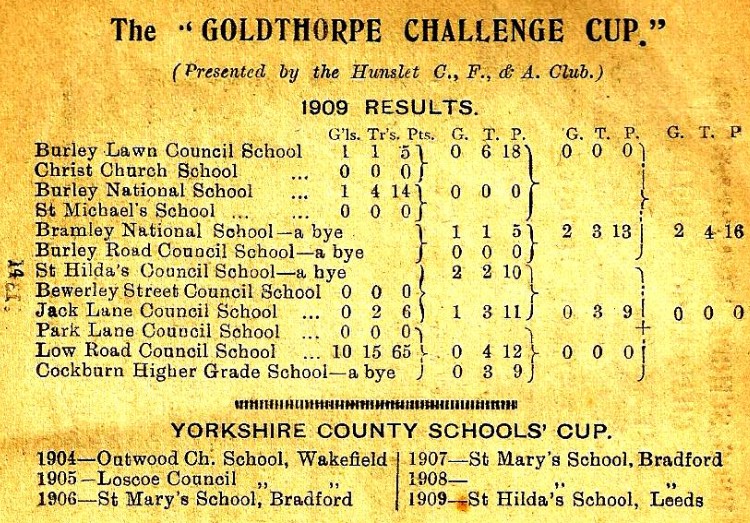 The "GOLDTHORPE CHALLENGE CUP."
(Presented by the Hunslet C., F., & A. Club.)
1909 RESULTS.
G'ls. Tr's. Pts. G. T. P. G. T. P. G. T. P
Burley Lawn Council School 1 1 5 0 6 18 0 0 0
Christ Church School ... 0 0 0
Burley National School ... 1 4 14 0 0 0
St Michael's School ... ... 0 0 0
Bramley National School—a bye 1 1 5 2 3 13 2 4 16
Burley Road Council School—a bye 0 0 0
St Hilda's Council School—a bye 2 2 10
Bewerley Street Council School 0 0 0
Jack Lane Council School ... 0 2 6 1 3 11 0 3 9 0 0 0
Park Lane Council School ... 0 0 0
Low Road Council School ... 10 15 65 0 4 12 0 0 0
Cockburn Higher Grade School—a bye 0 3 9
YORKSHIRE COUNTY SCHOOLS' CUP.
1904—Outwood Ch. School, Wakefield
1905—Loscoe Council „ „
1906—St Mary's School, Bradford
1907—St Mary's School, Bradford
1908— „ „
1909—St Hilda's School, Leeds